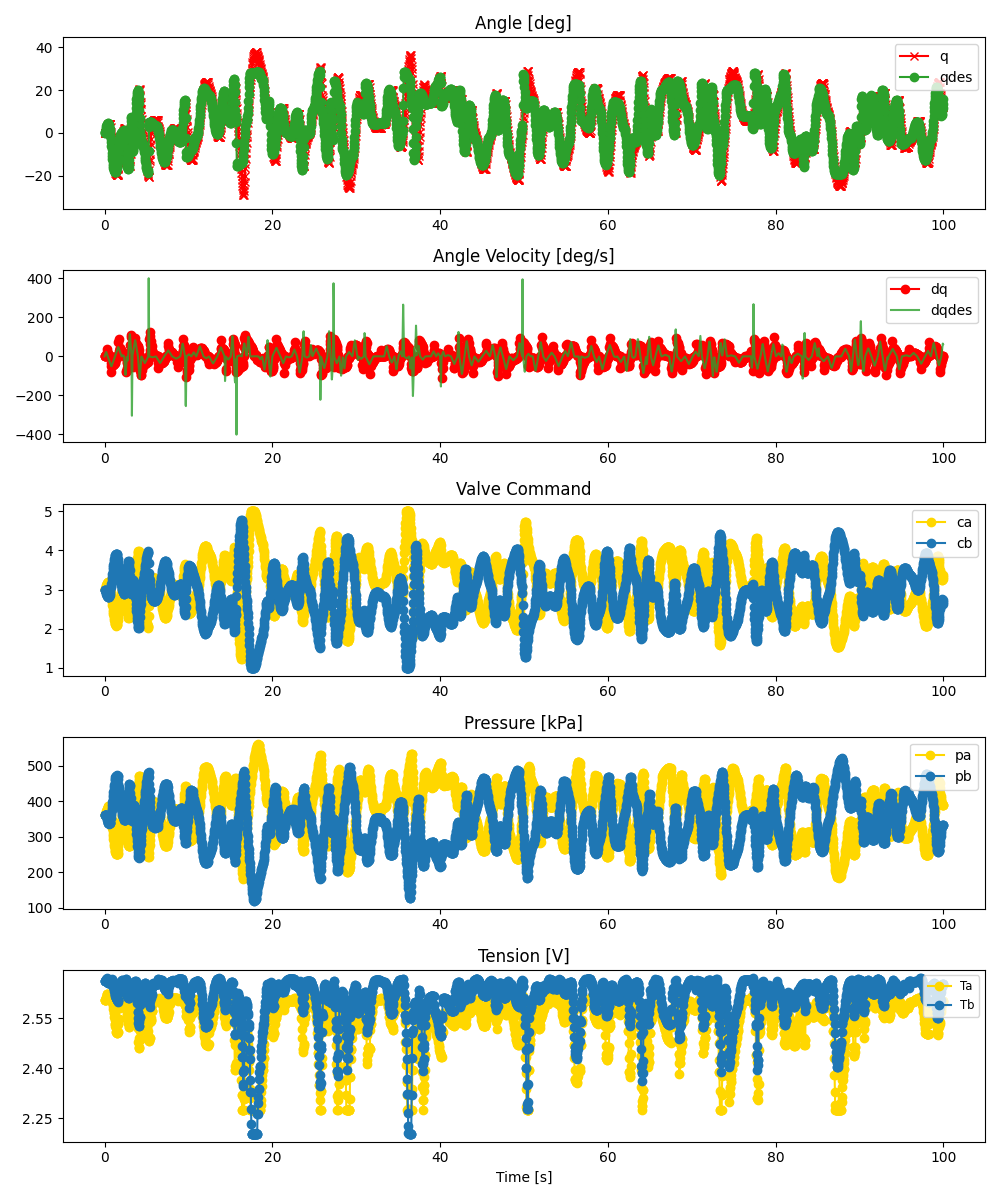 Angle [deg]
40
20
0
−20
q
qdes
0 20 40 60 80 100
Angle Velocity [deg/s]
400
200
0
−200
−400
dq
dqdes
0 20 40 60 80 100
Valve Command
5
4
3
2
1
ca
cb
0 20 40 60 80 100
Pressure [kPa]
500
400
300
200
100
pa
pb
0 20 40 60 80 100
Tension [V]
2.55
2.40
2.25
Ta
Tb
0 20 40 60 80 100
Time [s]